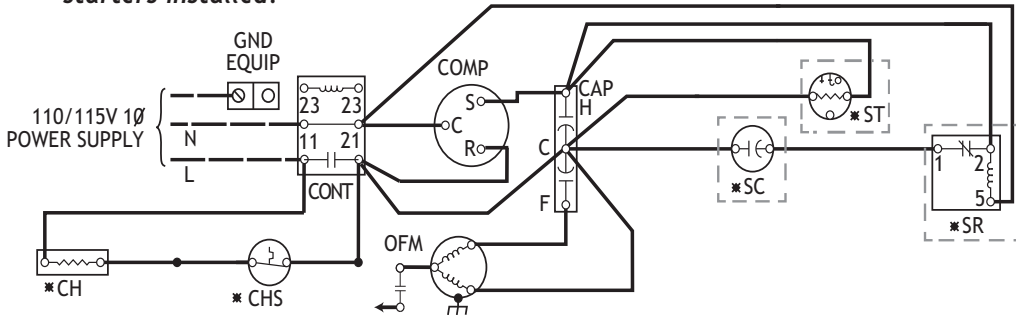 starters installed.
GND
EQUIP
COMP
CAP
23 23
S
H
110/115V 1Ø
POWER SUPPLY
N
11 21
C
R
C
L
CONT
F
※ST
※SC
1 2
5
※SR
OFM
※CH
※CHS